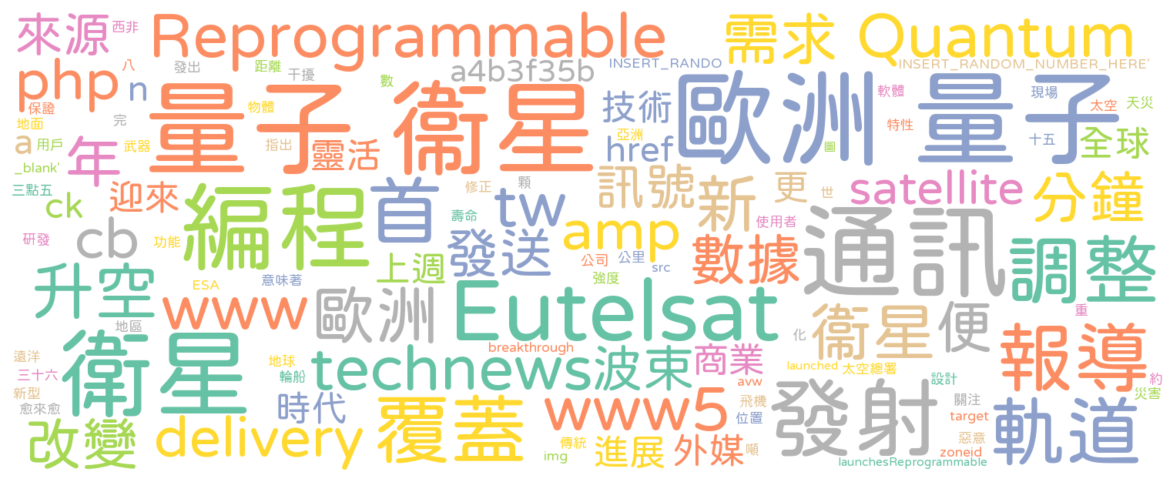 來源 西非 Reprogrammable 需求 Quantum
php 八 發出 距離 干擾 數 a4b3f35b INSERT_RANDO INSERT_RANDOM_NUMBER_HERE'
n 量子 衞星 技術 歐洲 量子 軟體 現場 太空 天災
保證 地面 完 物體 亞洲 特性 十五 全球
a 用戶 年 武器 指出 靈活 href 圖
_blank' 三點五 ck 迎來 編程 首 顆 修正 tw 訊號 新 更 世 satellite 分鐘
研發 cb 功能 壽命 發送 amp 使用者 數據 通訊 調整
升空 ESA 意味著 上週 公司 公里 強度 src 重
地區 www 歐洲 Eutelsat 化 衞星 便 報導
遠洋 衛星 地球 breakthrough technews 波束 商業 launched 太空總署 約
三十六 輪船 avw 設計 災害
新型 愈來愈 時代 覆蓋 www5 飛機 位置 發射 關注 target 軌道
改變 delivery 傳統 img 進展 外媒 噸 惡意 zoneid
launchesReprogrammable